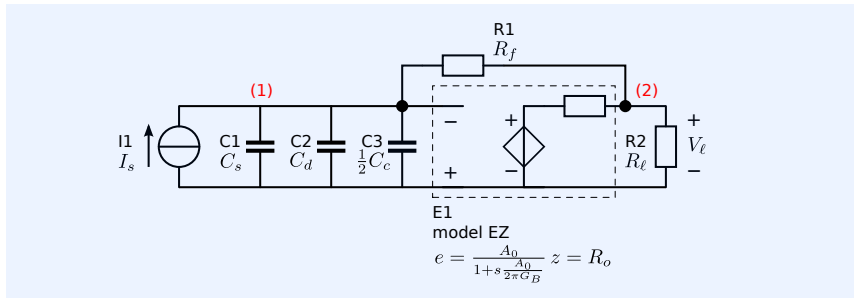 R1
R_f
(1)
(2)
−
+
+
−
I1
I_s
C1
C_s
C2
C_d
C3
½C_c
R2
R_ℓ
+
V_ℓ
−
E1
model EZ
e = A_0 / (1+s A_0/(2πG_B)) z = R_o